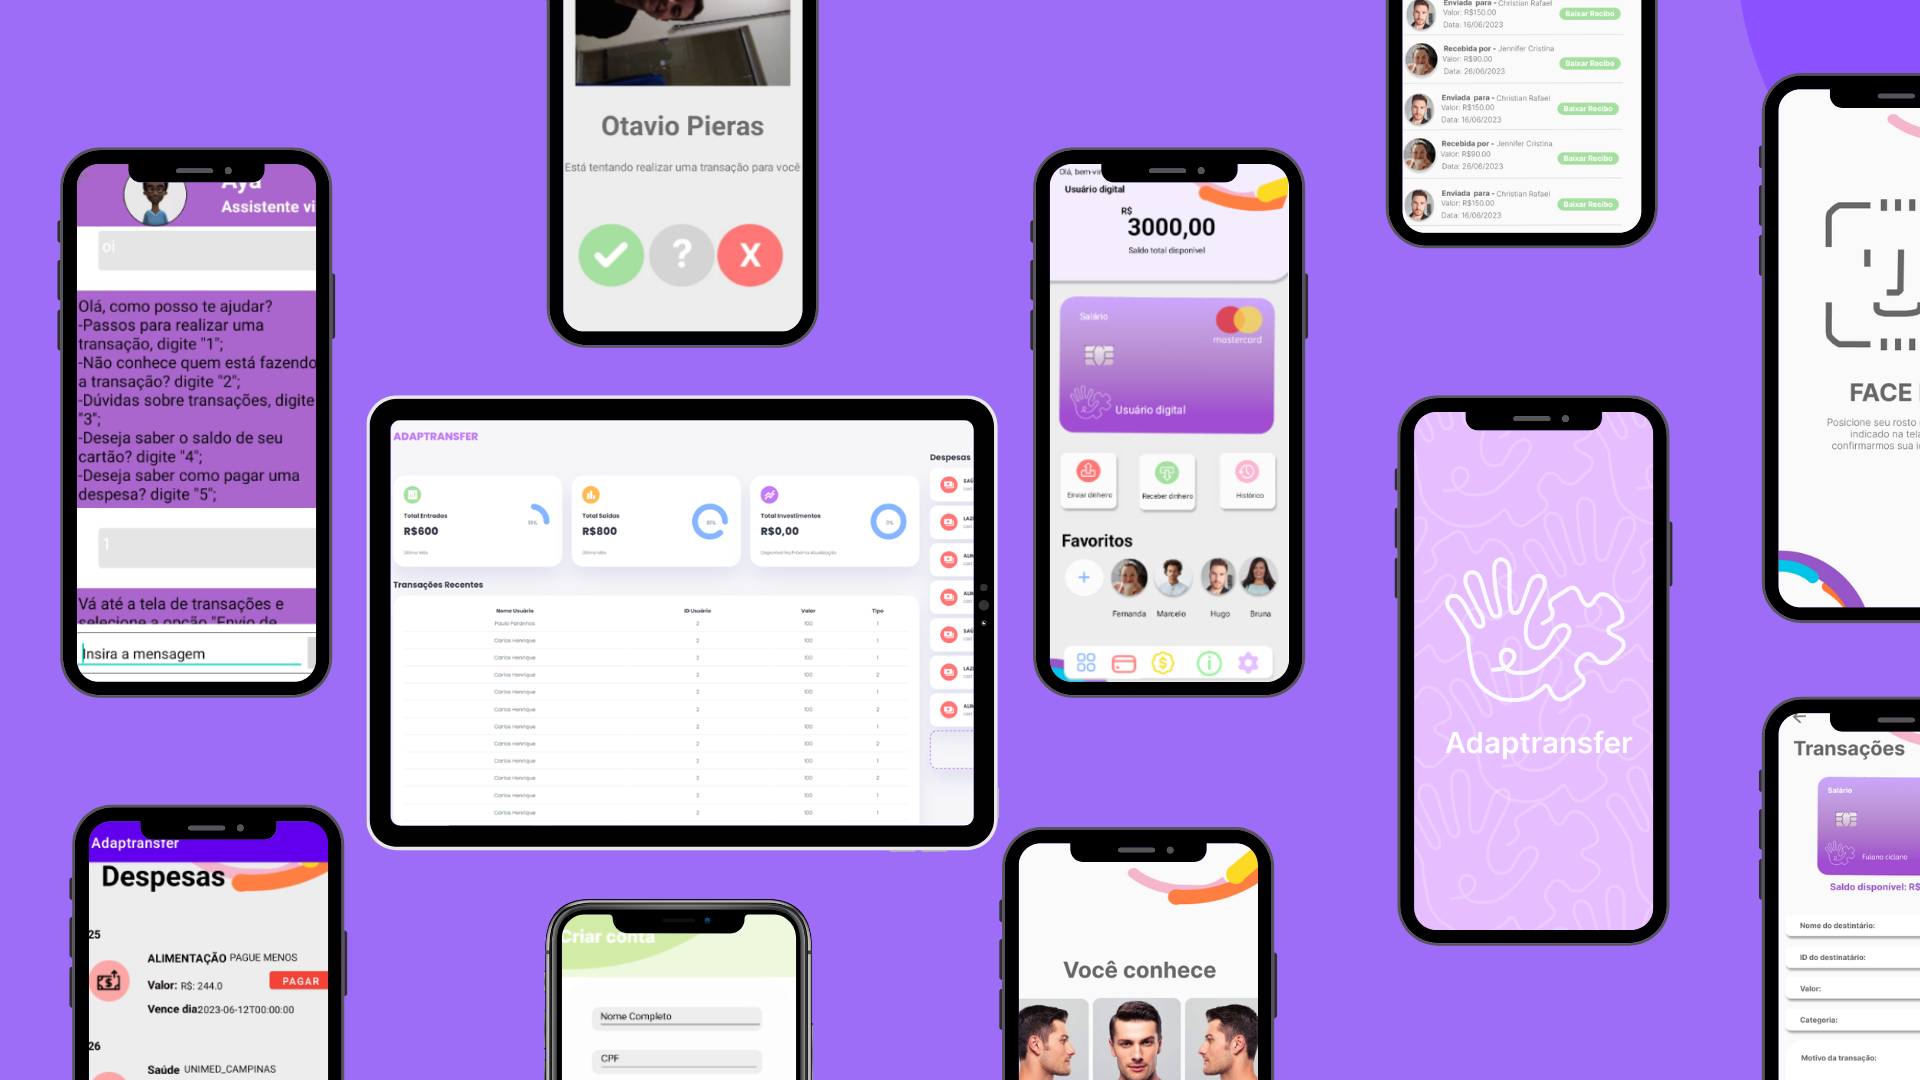 Aya
Assistente vi
oi
Olá, como posso te ajudar?
-Passos para realizar uma
transação, digite "1";
-Não conhece quem está fazendo
a transação? digite "2";
-Dúvidas sobre transações, digite
"3";
-Deseja saber o saldo de seu
cartão? digite "4";
-Deseja saber como pagar uma
despesa? digite "5";
1
Vá até a tela de transações e
selecione a opção "Envio de
Insira a mensagem
Otavio Pieras
Está tentando realizar uma transação para você
?
X
ADAPTRANSFER
Despesas
Total Entradas
R$600
19%
Último Mês
Total Saídas
R$800
81%
Último Mês
Total Investimentos
R$0,00
0%
Transações Recentes
Nome Usuário ID Usuário Valor Tipo
Paulo Paranhos 2 100 1
Carlos Henrique 2 100 1
Carlos Henrique 2 100 1
Carlos Henrique 2 100 2
Carlos Henrique 2 100 1
Carlos Henrique 2 100 2
Carlos Henrique 2 100 1
Carlos Henrique 2 100 2
Carlos Henrique 2 100 1
Carlos Henrique 2 100 2
Carlos Henrique 2 100 1
Carlos Henrique 2 100 1
Olá, bem-vin
Usuário digital
R$
3000,00
Saldo total disponível
Salário
mastercard
Usuário digital
Enviar dinheiro
Receber dinheiro
Histórico
Favoritos
Fernanda Marcelo Hugo Bruna
Enviada para - Christian Rafael
Valor: R$150.00
Data: 16/06/2023
Baixar Recibo
Recebida por - Jennifer Cristina
Valor: R$90.00
Data: 26/06/2023
Baixar Recibo
Enviada para - Christian Rafael
Valor: R$150.00
Data: 16/06/2023
Baixar Recibo
Recebida por - Jennifer Cristina
Valor: R$90.00
Data: 26/06/2023
Baixar Recibo
Enviada para - Christian Rafael
Valor: R$150.00
Data: 16/06/2023
Baixar Recibo
FACE
Posicione seu rosto
indicado na tela
confirmarmos sua
Adaptransfer
Transações
Salário
Fulano ciclano
Saldo disponível: R$
Nome do destintário:
ID do destinatário:
Valor:
Categoria:
Motivo da transação:
Adaptransfer
Despesas
25
ALIMENTAÇÃO PAGUE MENOS
Valor: R$: 244.0
PAGAR
Vence dia2023-06-12T00:00:00
26
Saúde UNIMED_CAMPINAS
Criar conta
Nome Completo
CPF
Você conhece